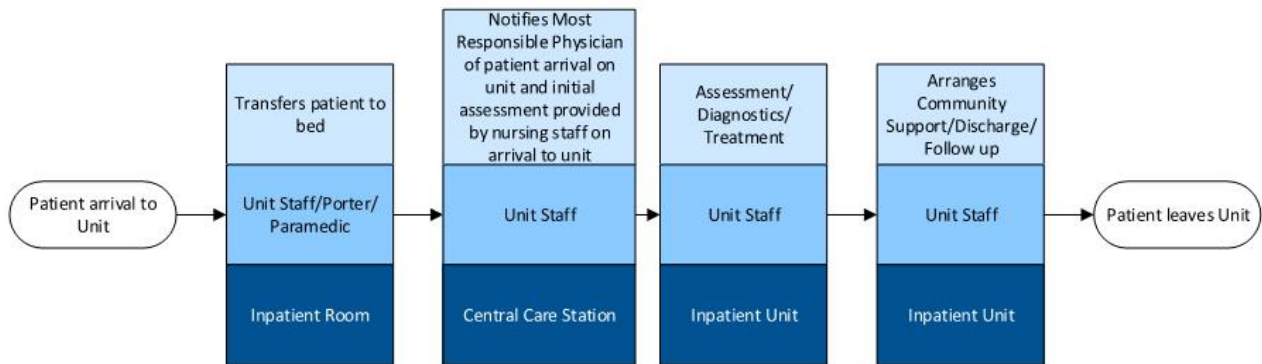 Patient arrival to
Unit
Transfers patient to
bed
Unit Staff/Porter/
Paramedic
Inpatient Room
Notifies Most
Responsible Physician
of patient arrival on
unit and initial
assessment provided
by nursing staff on
arrival to unit
Unit Staff
Central Care Station
Assessment/
Diagnostics/
Treatment
Unit Staff
Inpatient Unit
Arranges
Community
Support/Discharge/
Follow up
Unit Staff
Inpatient Unit
Patient leaves Unit